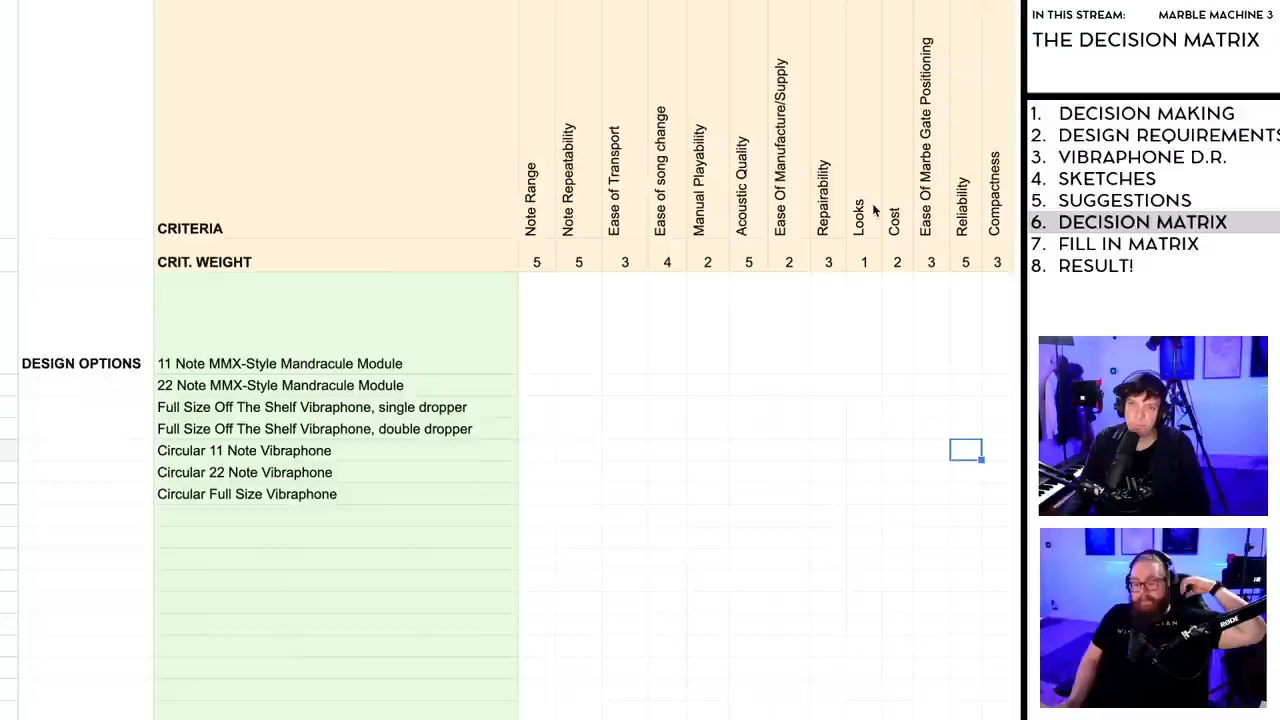 IN THIS STREAM: MARBLE MACHINE 3
THE DECISION MATRIX
1. DECISION MAKING
2. DESIGN REQUIREMENTS
3. VIBRAPHONE D.R.
4. SKETCHES
5. SUGGESTIONS
6. DECISION MATRIX
7. FILL IN MATRIX
8. RESULT!
CRITERIA
Note Range
Note Repeatability
Ease of Transport
Ease of song change
Manual Playability
Acoustic Quality
Ease Of Manufacture/Supply
Repairability
Looks
Cost
Ease Of Marbe Gate Positioning
Reliability
Compactness
CRIT. WEIGHT 5 5 3 4 2 5 2 3 1 2 3 5 3
DESIGN OPTIONS 11 Note MMX-Style Mandracule Module
22 Note MMX-Style Mandracule Module
Full Size Off The Shelf Vibraphone, single dropper
Full Size Off The Shelf Vibraphone, double dropper
Circular 11 Note Vibraphone
Circular 22 Note Vibraphone
Circular Full Size Vibraphone
RØDE